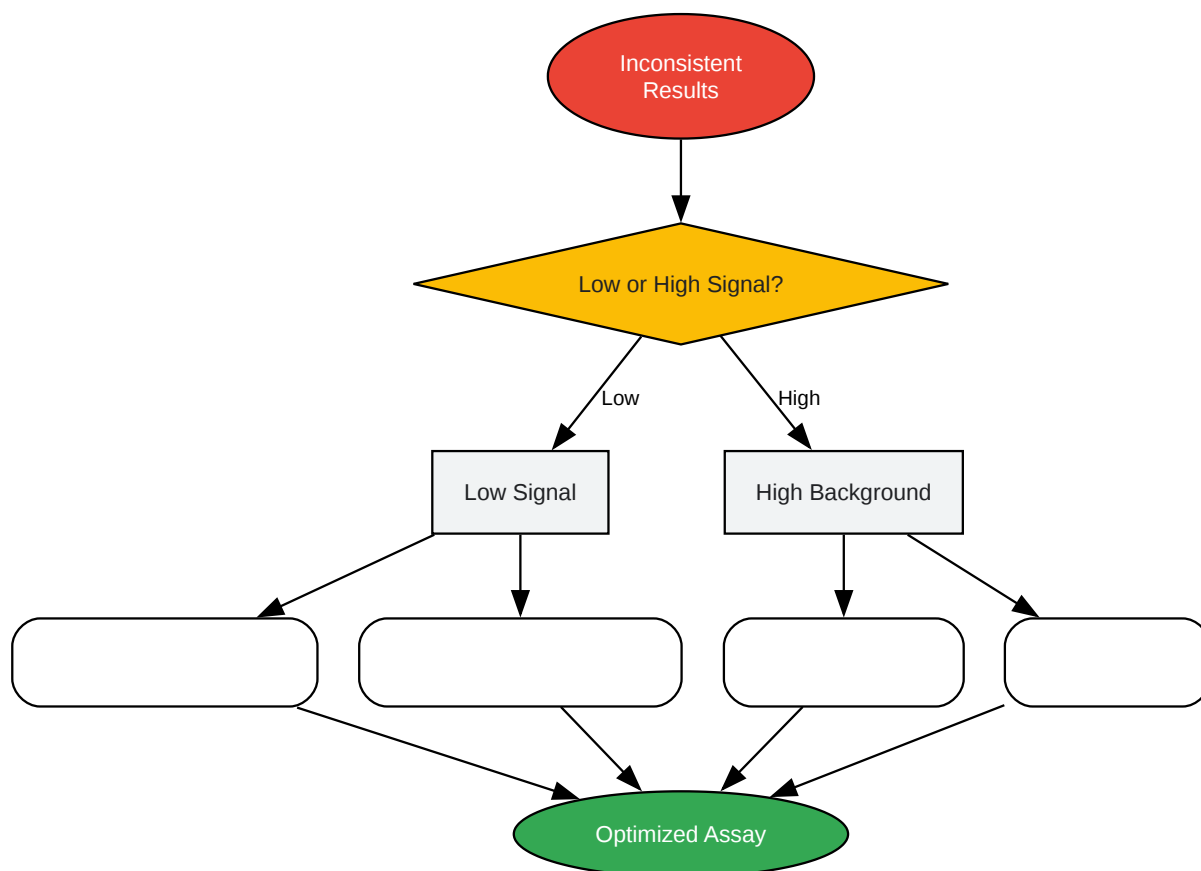 Inconsistent
Results
Low or High Signal?
Low
High
Low Signal
High Background
Optimized Assay